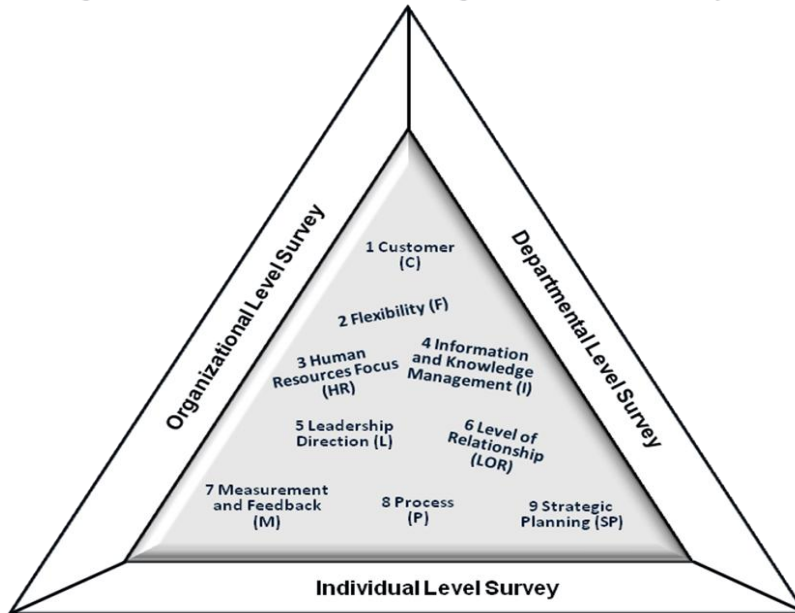 Organizational Level Survey
Departmental Level Survey
1 Customer
(C)
2 Flexibility (F)
3 Human
Resources Focus
(HR)
4 Information
and Knowledge
Management (I)
5 Leadership
Direction (L)
6 Level of
Relationship
(LOR)
7 Measurement
and Feedback
(M)
8 Process
(P)
9 Strategic
Planning (SP)
Individual Level Survey